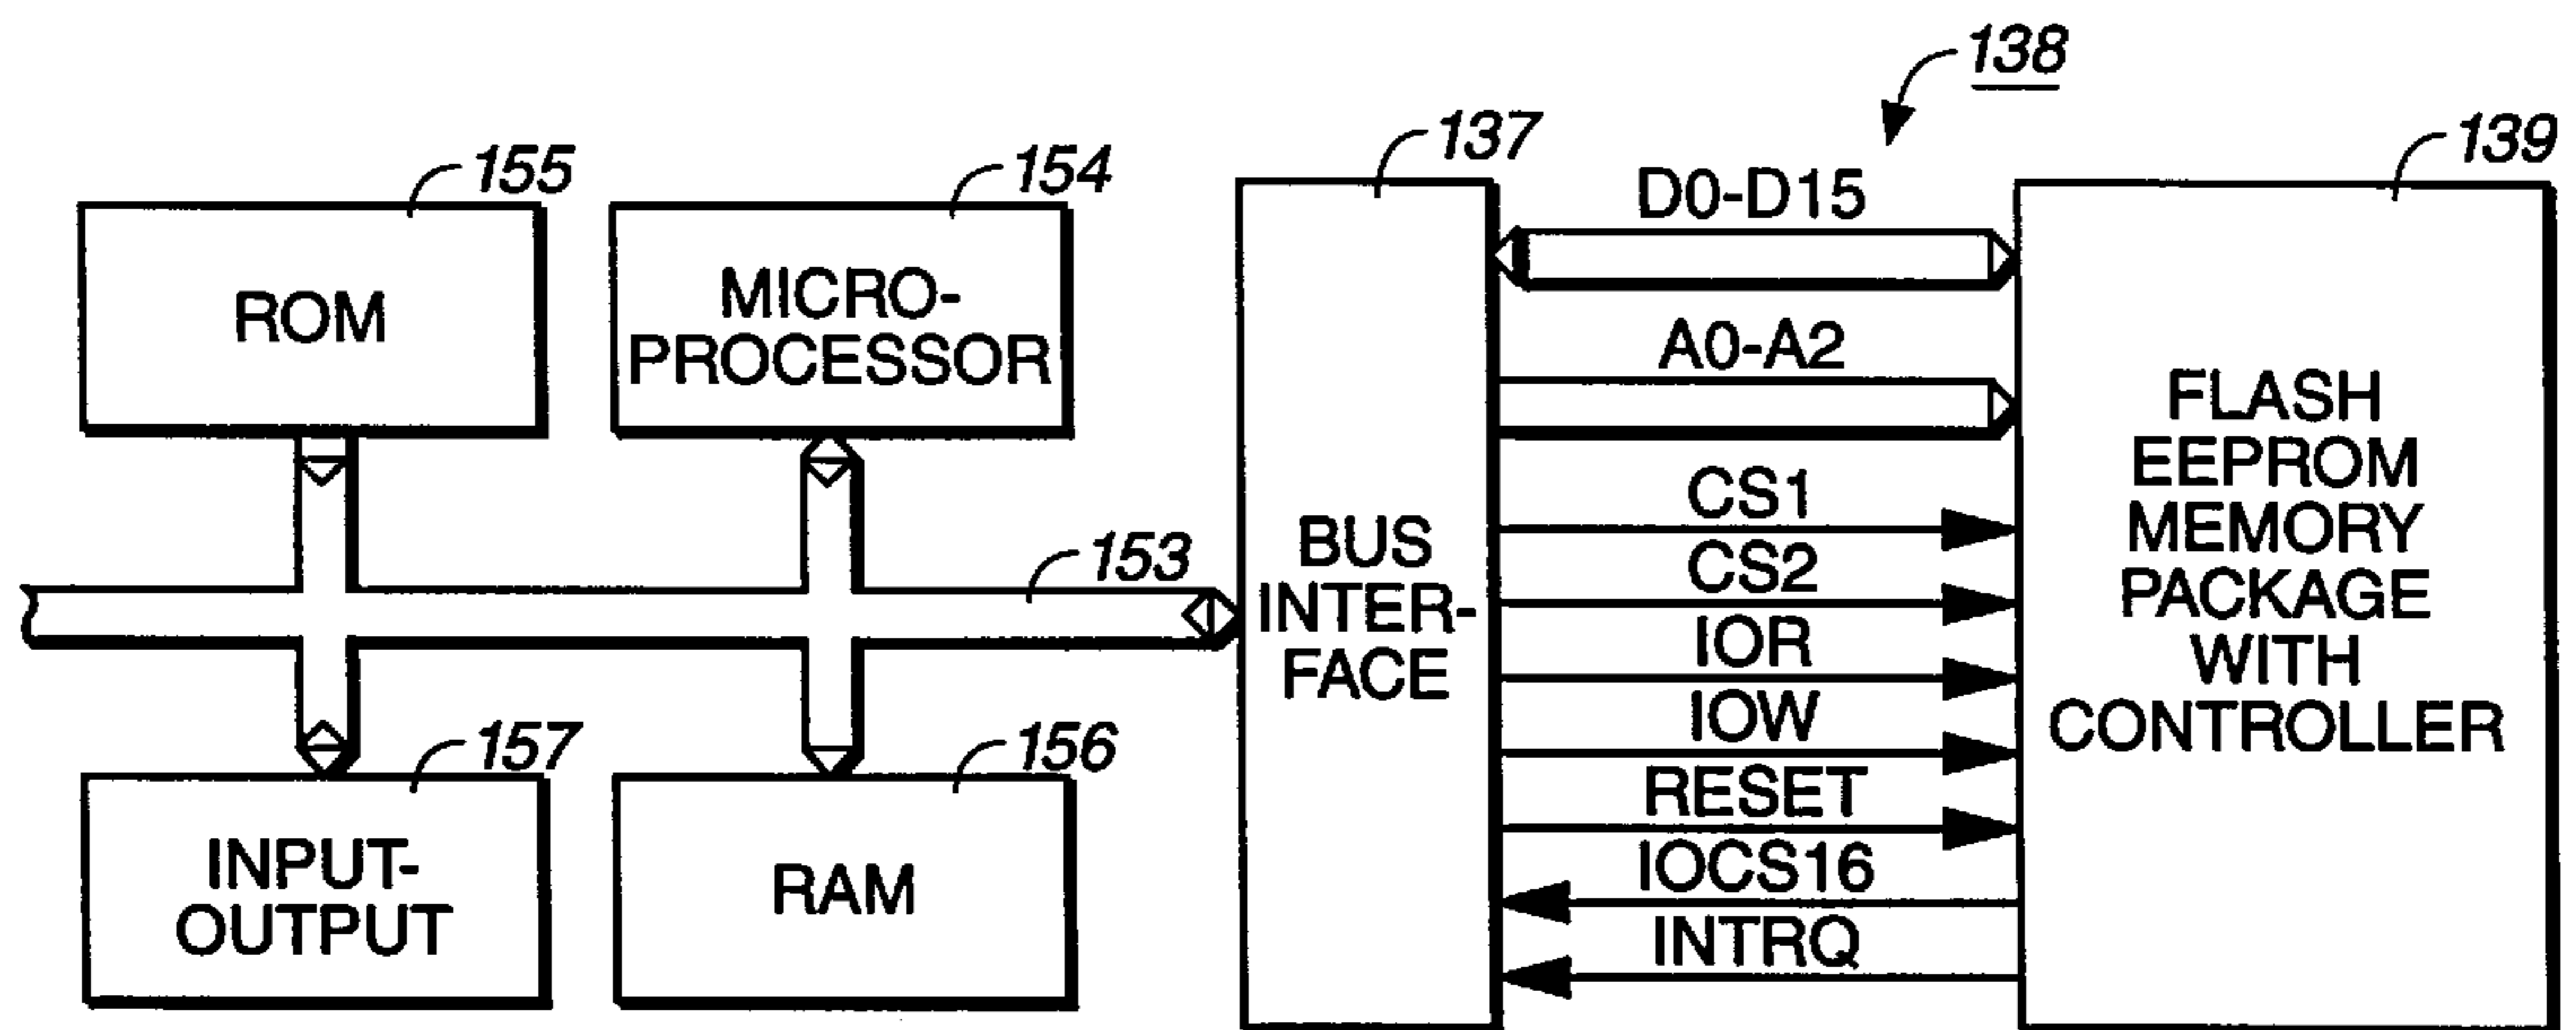 138
155
154
137
139
ROM
MICRO-
PROCESSOR
153
157
156
INPUT-
OUTPUT
RAM
BUS
INTER-
FACE
D0-D15
A0-A2
CS1
CS2
IOR
IOW
RESET
IOCS16
INTRQ
FLASH
EEPROM
MEMORY
PACKAGE
WITH
CONTROLLER